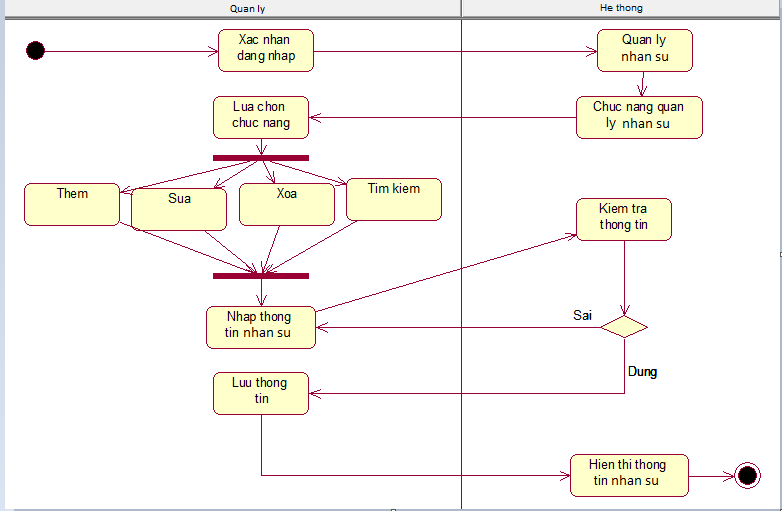 Quan ly
He thong
Xac nhan
dang nhap
Quan ly
nhan su
Lua chon
chuc nang
Chuc nang quan
ly nhan su
Them
Sua
Xoa
Tim kiem
Kiem tra
thong tin
Nhap thong
tin nhan su
Sai
Dung
Luu thong
tin
Hien thi thong
tin nhan su